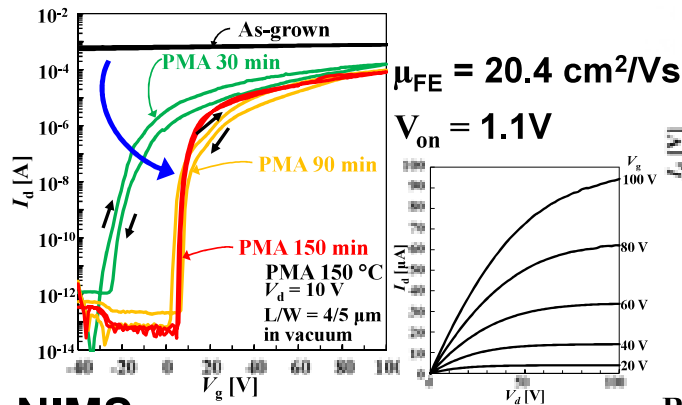 As-grown
PMA 30 min
PMA 90 min
PMA 150 min
PMA 150 °C
Vd = 10 V
L/W = 4/5 μm
in vacuum
Id [A]
10-2
10-4
10-6
10-8
10-10
10-12
10-14
-40
-20
0
20
40
60
80
100
Vg [V]
μFE = 20.4 cm2/Vs
Von = 1.1V
Vg
100 V
80 V
60 V
40 V
20 V
Id [μA]
100
90
80
70
60
50
40
30
20
10
0
0
50
100
Vd [V]